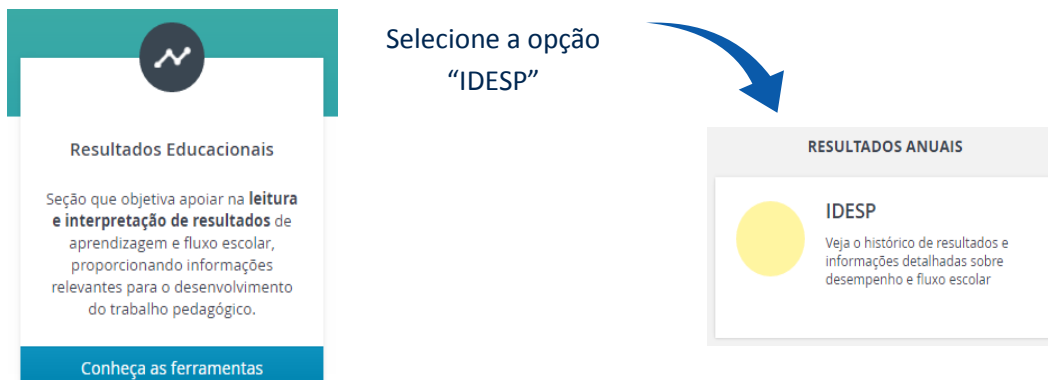 Resultados Educacionais
Seção que objetiva apoiar na leitura
e interpretação de resultados de
aprendizagem e fluxo escolar,
proporcionando informações
relevantes para o desenvolvimento
do trabalho pedagógico.
Conheça as ferramentas
Selecione a opção
“IDESP”
RESULTADOS ANUAIS
IDESP
Veja o histórico de resultados e
informações detalhadas sobre
desempenho e fluxo escolar